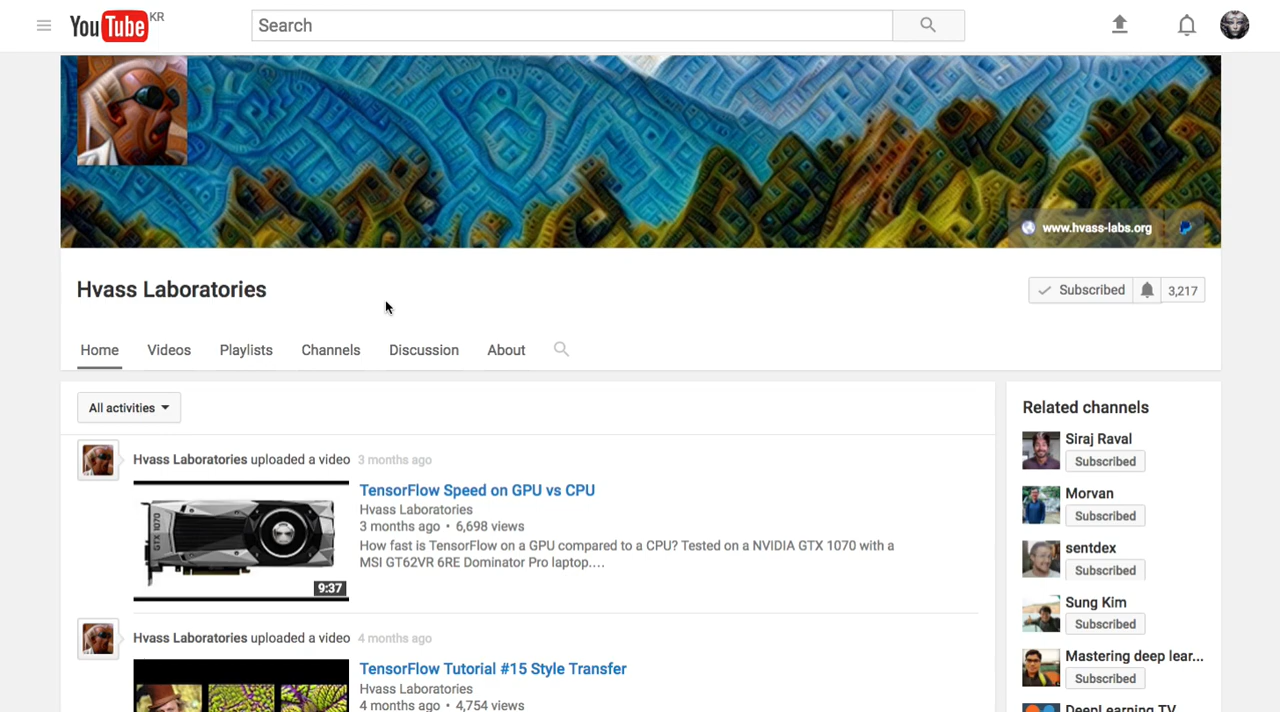 YouTube KR
Search
www.hvass-labs.org
Hvass Laboratories
Subscribed 3,217
Home Videos Playlists Channels Discussion About
All activities
Hvass Laboratories uploaded a video 3 months ago
GTX 1070
9:37
TensorFlow Speed on GPU vs CPU
Hvass Laboratories
3 months ago • 6,698 views
How fast is TensorFlow on a GPU compared to a CPU? Tested on a NVIDIA GTX 1070 with a
MSI GT62VR 6RE Dominator Pro laptop....
Hvass Laboratories uploaded a video 4 months ago
TensorFlow Tutorial #15 Style Transfer
Hvass Laboratories
4 months ago • 4,754 views
Related channels
Siraj Raval
Subscribed
Morvan
Subscribed
sentdex
Subscribed
Sung Kim
Subscribed
Mastering deep lear...
Subscribed
DeepLearning.TV